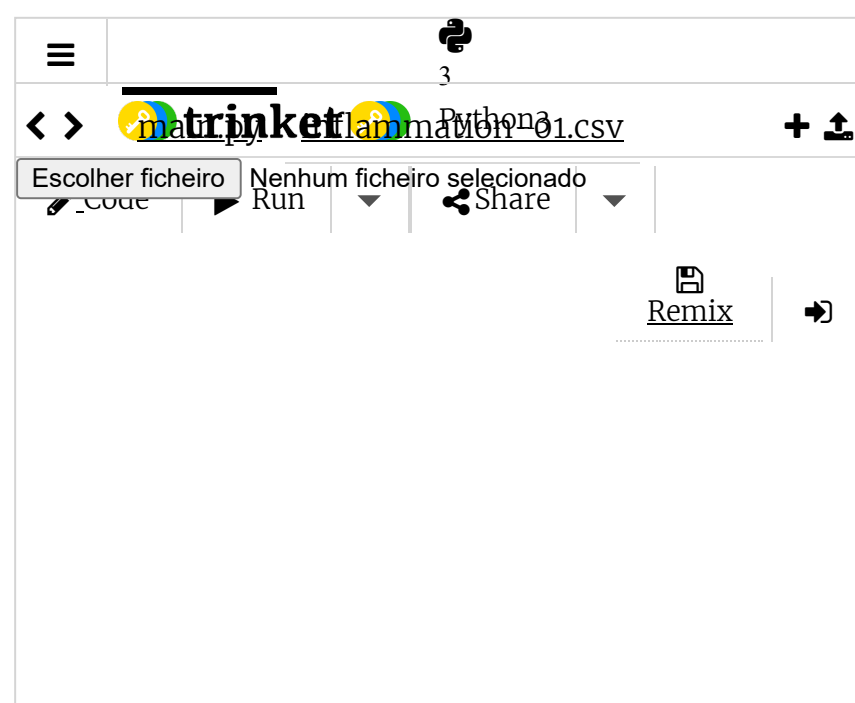 3
trinket Python3
main.py inflammation-01.csv
Escolher ficheiro Nenhum ficheiro selecionado
Code Run Share
Remix